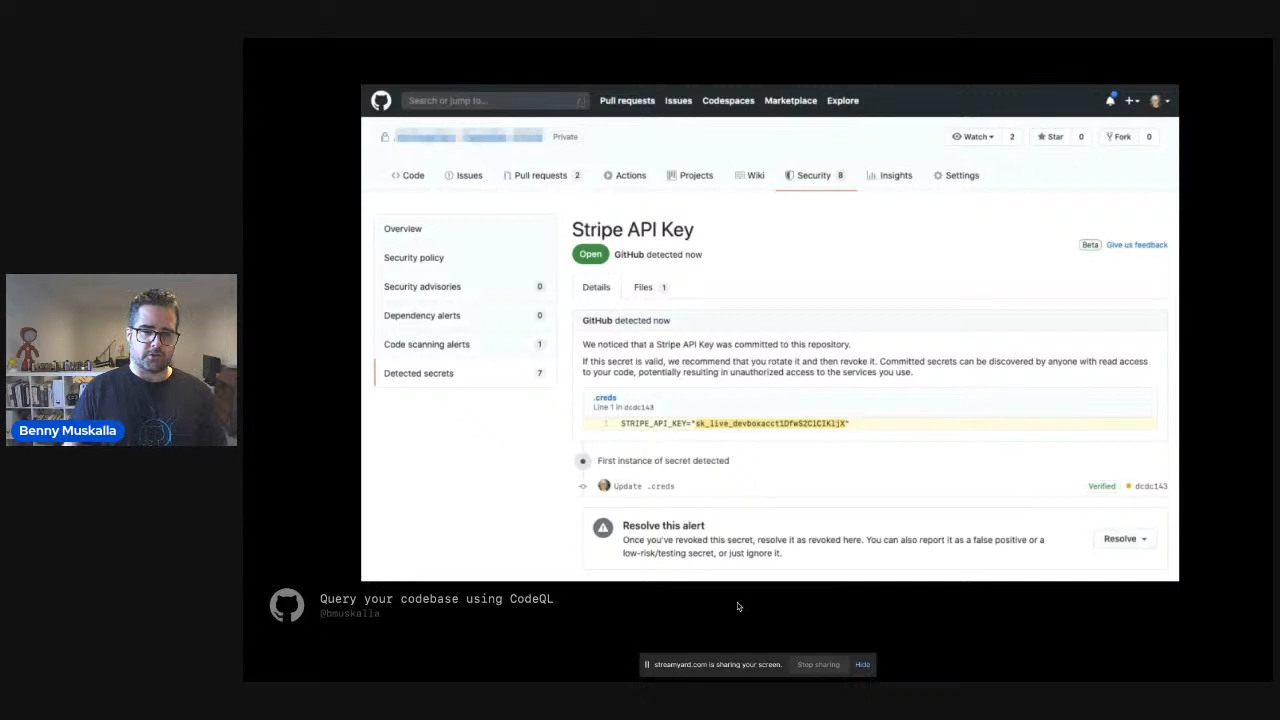 Search or jump to...
/
Pull requests
Issues
Codespaces
Marketplace
Explore
Private
Watch
2
Star
0
Fork
0
Code
Issues
Pull requests 2
Actions
Projects
Wiki
Security 8
Insights
Settings
Overview
Security policy
Security advisories 0
Dependency alerts 0
Code scanning alerts 1
Detected secrets 7
Stripe API Key
Beta Give us feedback
Open GitHub detected now
Details
Files 1
GitHub detected now
We noticed that a Stripe API Key was committed to this repository.
If this secret is valid, we recommend that you rotate it and then revoke it. Committed secrets can be discovered by anyone with read access
to your code, potentially resulting in unauthorized access to the services you use.
.creds
Line 1 in dcdc143
1 STRIPE_API_KEY="sk_live_devboxacct1DfwS2ClCIKljX"
First instance of secret detected
Update .creds
Verified
dcdc143
Resolve this alert
Once you've revoked this secret, resolve it as revoked here. You can also report it as a false positive or a
low-risk/testing secret, or just ignore it.
Resolve
Benny Muskalla
Query your codebase using CodeQL
@bmuskalla
streamyard.com is sharing your screen.
Stop sharing
Hide